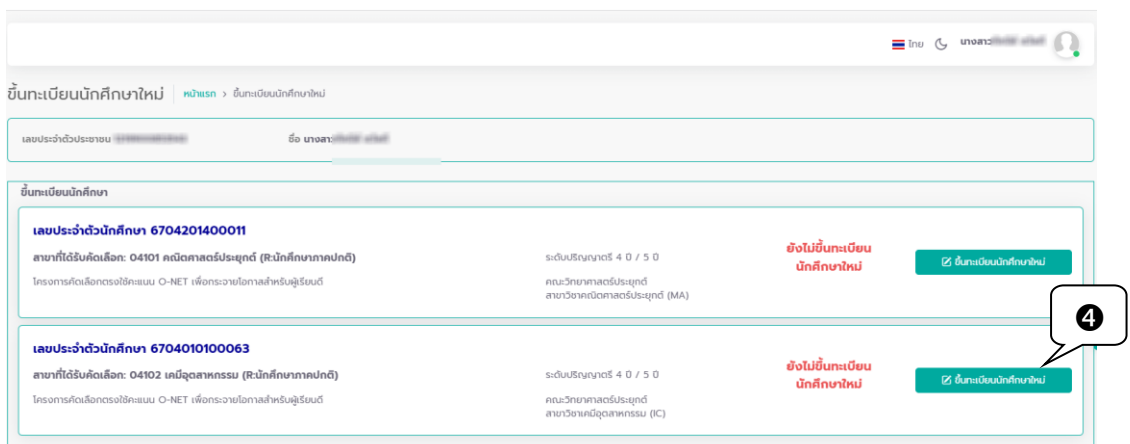 ไทย นางสาว
ขึ้นทะเบียนนักศึกษาใหม่ หน้าแรก > ขึ้นทะเบียนนักศึกษาใหม่
เลขประจำตัวประชาชน ชื่อ นางสาว
ขึ้นทะเบียนนักศึกษา
เลขประจำตัวนักศึกษา 6704201400011
สาขาที่ได้รับคัดเลือก: 04101 คณิตศาสตร์ประยุกต์ (R:นักศึกษาภาคปกติ)
โครงการคัดเลือกตรงใช้คะแนน O-NET เพื่อกระจายโอกาสสำหรับผู้เรียนดี
ระดับปริญญาตรี 4 ปี / 5 ปี
คณะวิทยาศาสตร์ประยุกต์
สาขาวิชาคณิตศาสตร์ประยุกต์ (MA)
ยังไม่ขึ้นทะเบียน
นักศึกษาใหม่
ขึ้นทะเบียนนักศึกษาใหม่
4
เลขประจำตัวนักศึกษา 6704010100063
สาขาที่ได้รับคัดเลือก: 04102 เคมีอุตสาหกรรม (R:นักศึกษาภาคปกติ)
โครงการคัดเลือกตรงใช้คะแนน O-NET เพื่อกระจายโอกาสสำหรับผู้เรียนดี
ระดับปริญญาตรี 4 ปี / 5 ปี
คณะวิทยาศาสตร์ประยุกต์
สาขาวิชาเคมีอุตสาหกรรม (IC)
ยังไม่ขึ้นทะเบียน
นักศึกษาใหม่
ขึ้นทะเบียนนักศึกษาใหม่